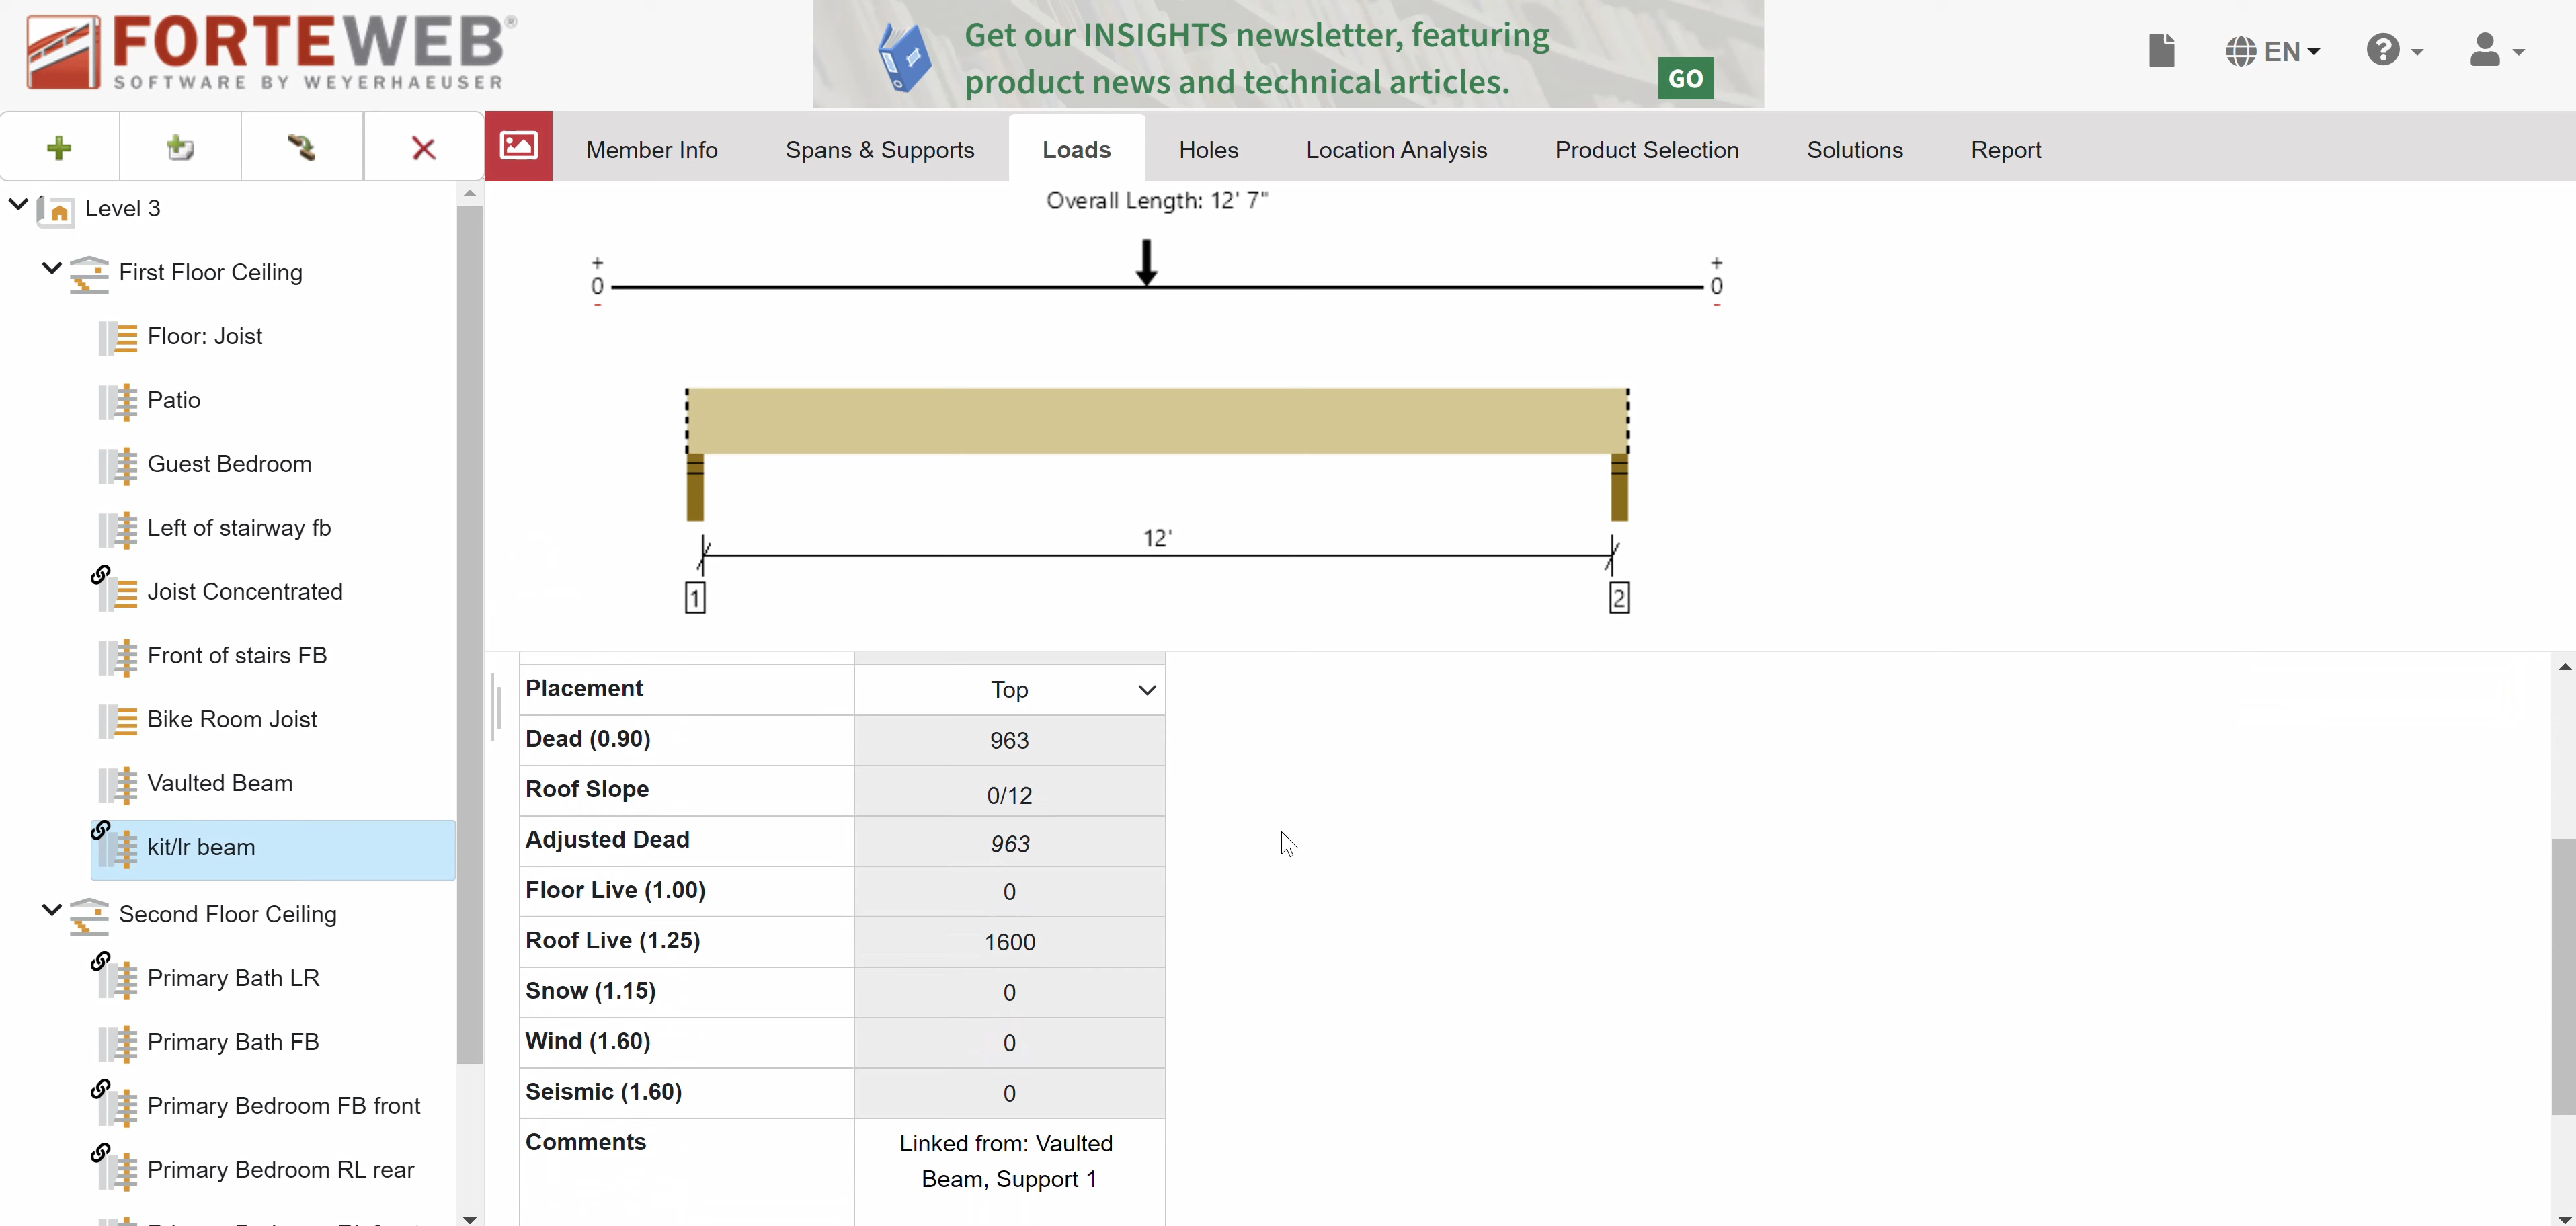 FORTEWEB®
SOFTWARE BY WEYERHAEUSER
Get our INSIGHTS newsletter, featuring
product news and technical articles.
GO
EN
Member Info
Spans & Supports
Loads
Holes
Location Analysis
Product Selection
Solutions
Report
Level 3
First Floor Ceiling
Floor: Joist
Patio
Guest Bedroom
Left of stairway fb
Joist Concentrated
Front of stairs FB
Bike Room Joist
Vaulted Beam
kit/lr beam
Second Floor Ceiling
Primary Bath LR
Primary Bath FB
Primary Bedroom FB front
Primary Bedroom RL rear
Overall Length: 12' 7"
+
0
-
+
0
-
12'
1
2
Placement Top
Dead (0.90) 963
Roof Slope 0/12
Adjusted Dead 963
Floor Live (1.00) 0
Roof Live (1.25) 1600
Snow (1.15) 0
Wind (1.60) 0
Seismic (1.60) 0
Comments Linked from: Vaulted
Beam, Support 1